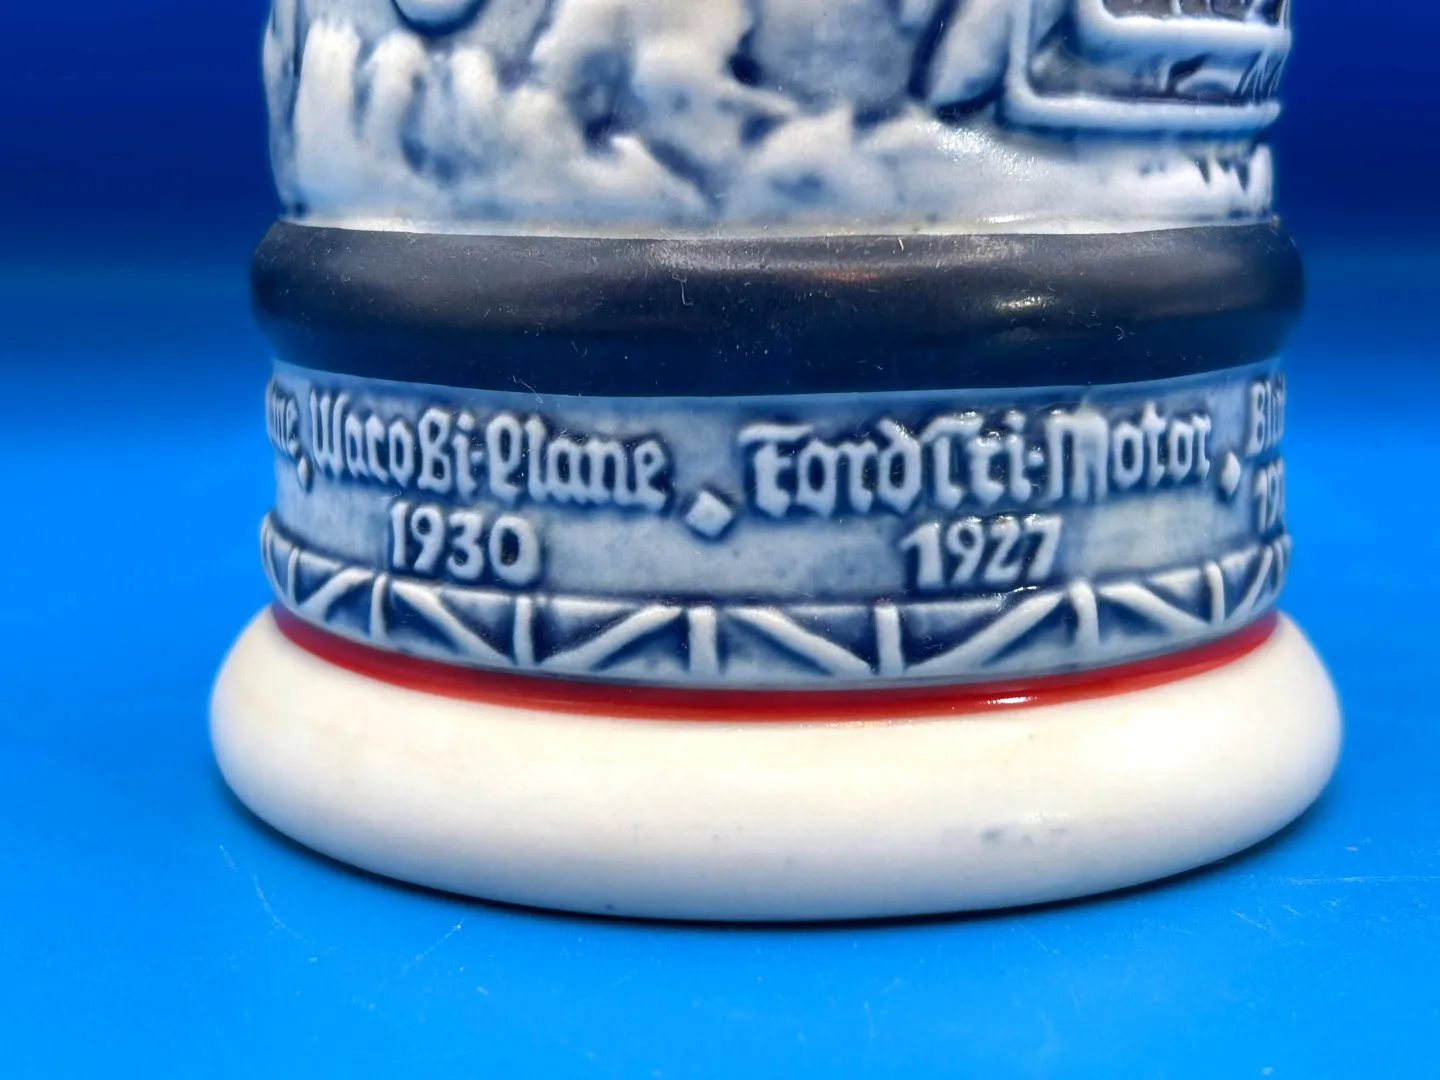 Waco Bi-Plane ◆ Ford Tri-Motor ◆
1930 1927